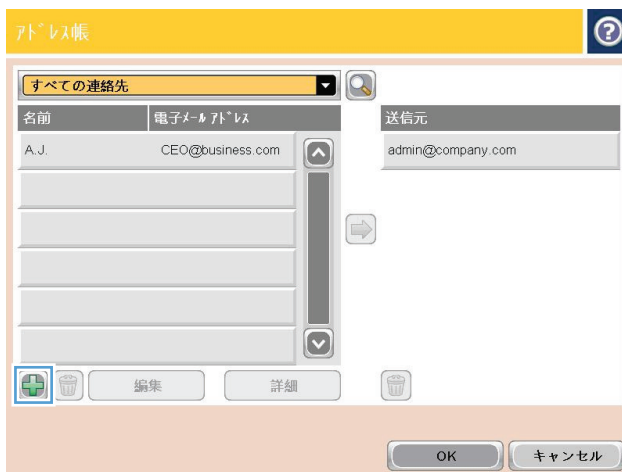 アドレス帳
?
すべての連絡先
名前 電子メール アドレス 送信元
A.J. CEO@business.com admin@company.com
編集 詳細
OK キャンセル